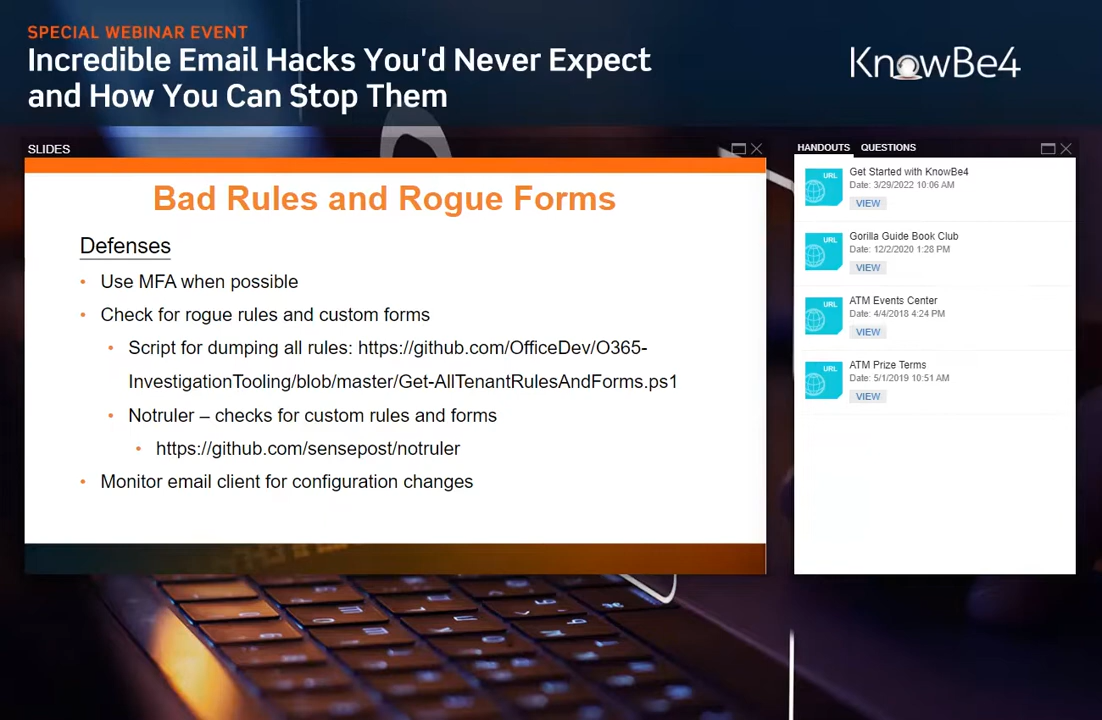 SPECIAL WEBINAR EVENT
Incredible Email Hacks You'd Never Expect
and How You Can Stop Them
KnowBe4
SLIDES
Bad Rules and Rogue Forms
Defenses
• Use MFA when possible
• Check for rogue rules and custom forms
• Script for dumping all rules: https://github.com/OfficeDev/O365-
InvestigationTooling/blob/master/Get-AllTenantRulesAndForms.ps1
• Notruler – checks for custom rules and forms
• https://github.com/sensepost/notruler
• Monitor email client for configuration changes
HANDOUTS QUESTIONS
URL
Get Started with KnowBe4
Date: 3/29/2022 10:06 AM
VIEW
URL
Gorilla Guide Book Club
Date: 12/2/2020 1:28 PM
VIEW
URL
ATM Events Center
Date: 4/4/2018 4:24 PM
VIEW
URL
ATM Prize Terms
Date: 5/1/2019 10:51 AM
VIEW